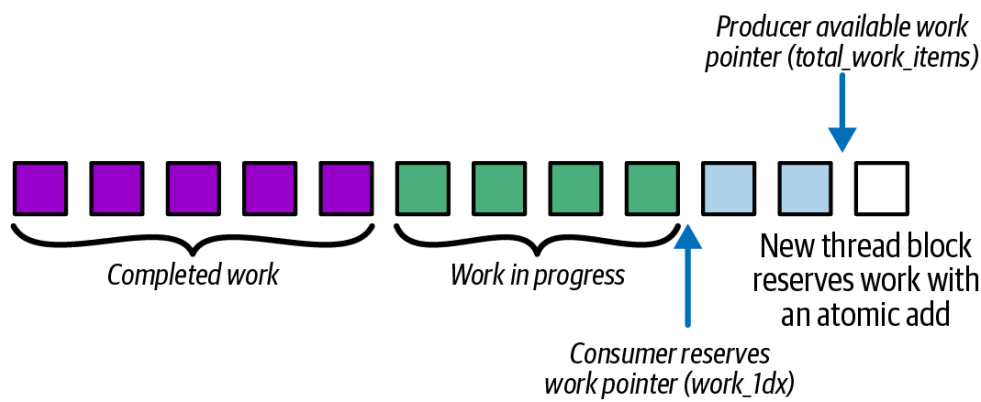 Producer available work
pointer (total_work_items)
Completed work
Work in progress
New thread block
reserves work with
an atomic add
Consumer reserves
work pointer (work_1dx)